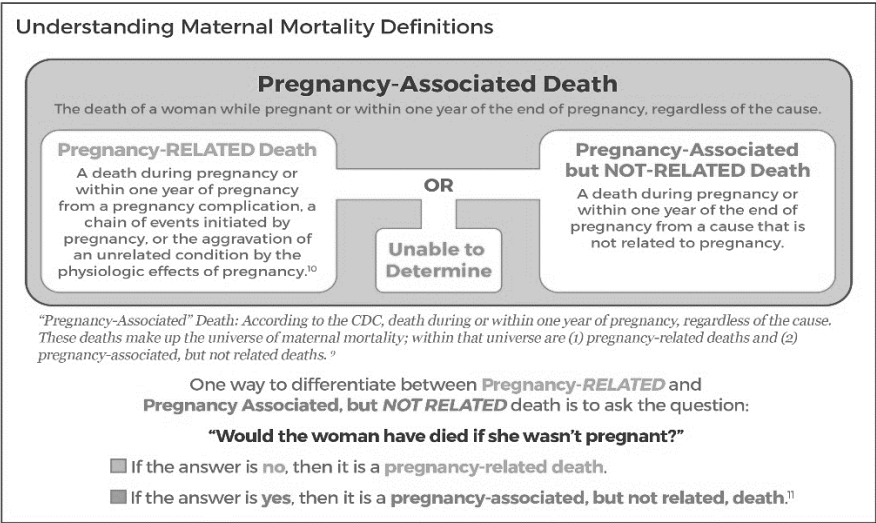 Understanding Maternal Mortality Definitions
Pregnancy-Associated Death
The death of a woman while pregnant or within one year of the end of pregnancy, regardless of the cause.
Pregnancy-RELATED Death
A death during pregnancy or
within one year of pregnancy
from a pregnancy complication, a
chain of events initiated by
pregnancy, or the aggravation of
an unrelated condition by the
physiologic effects of pregnancy.¹⁰
OR
Unable to
Determine
Pregnancy-Associated
but NOT-RELATED Death
A death during pregnancy or
within one year of the end of
pregnancy from a cause that is
not related to pregnancy.
“Pregnancy-Associated” Death: According to the CDC, death during or within one year of pregnancy, regardless of the cause.
These deaths make up the universe of maternal mortality; within that universe are (1) pregnancy-related deaths and (2)
pregnancy-associated, but not related deaths. ⁹
One way to differentiate between Pregnancy-RELATED and
Pregnancy Associated, but NOT RELATED death is to ask the question:
“Would the woman have died if she wasn’t pregnant?”
If the answer is no, then it is a pregnancy-related death.
If the answer is yes, then it is a pregnancy-associated, but not related, death.¹¹